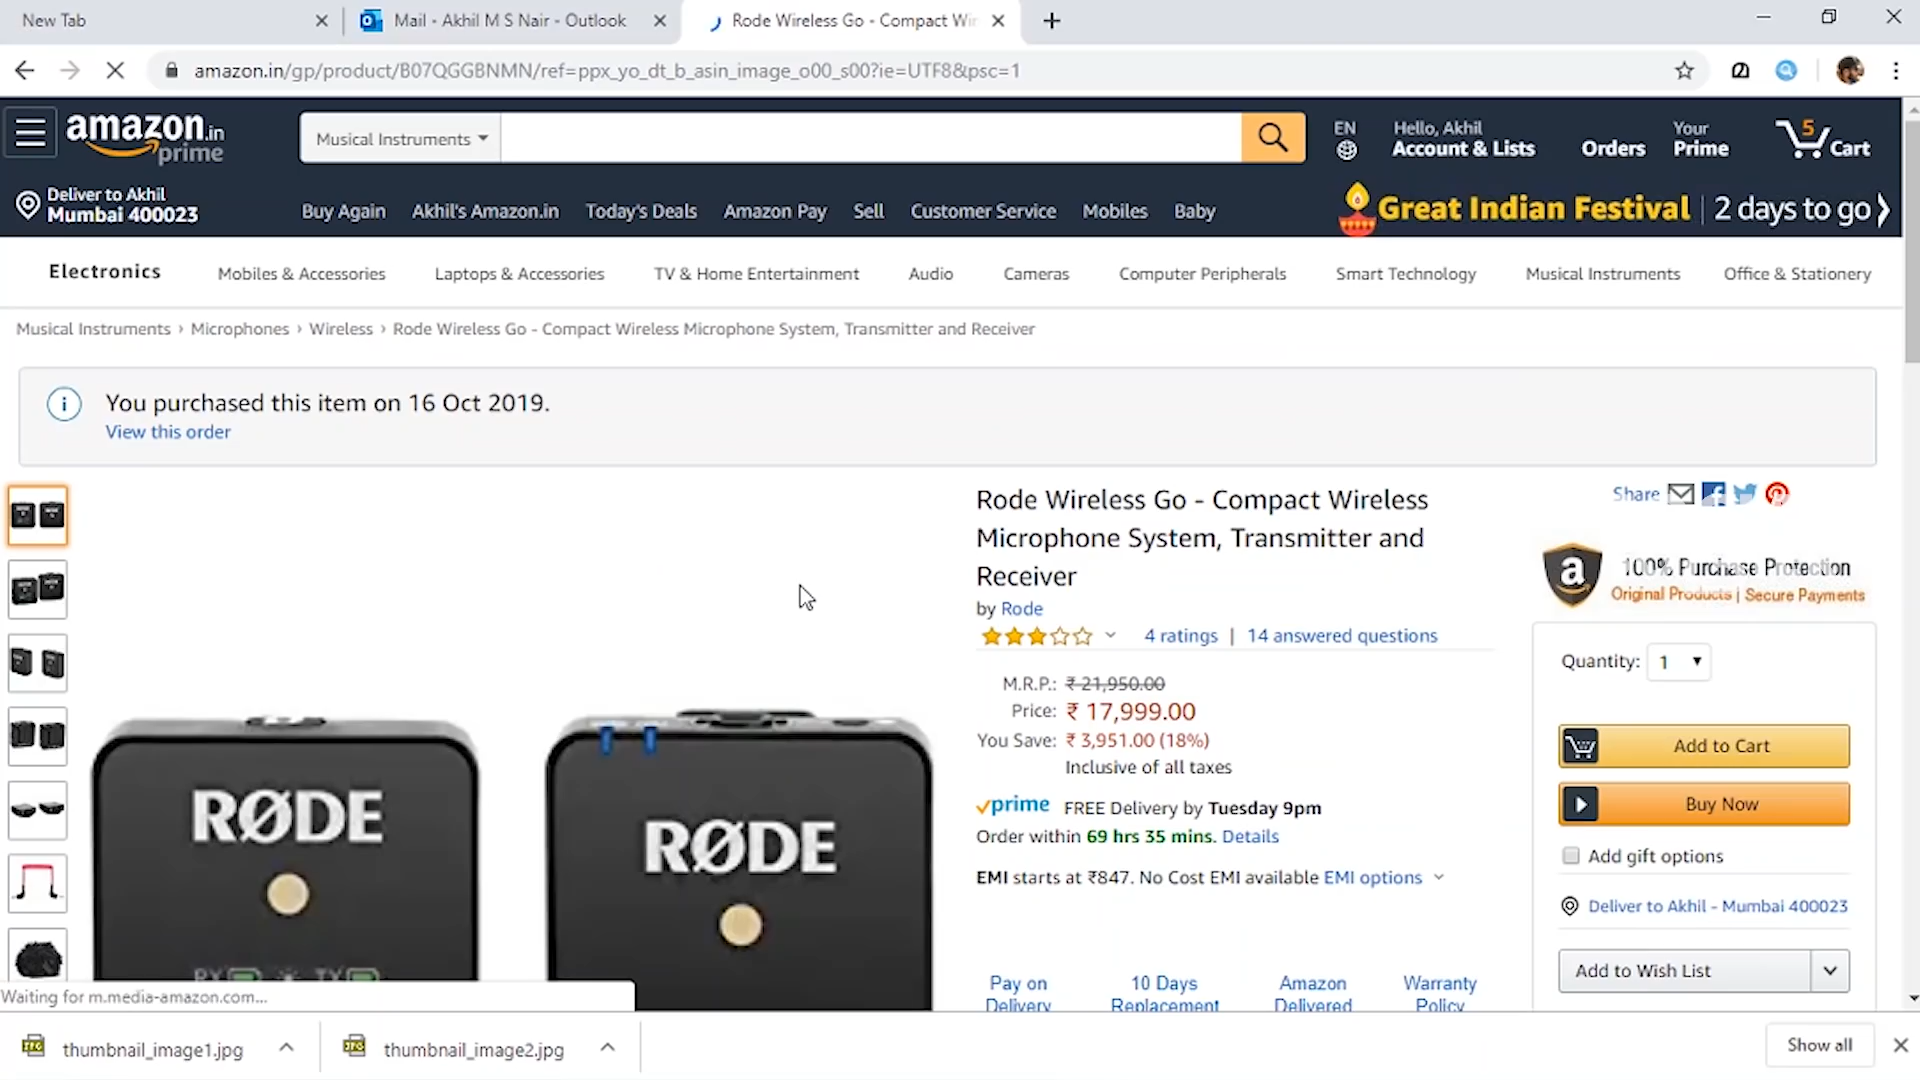 New Tab
Mail - Akhil M S Nair - Outlook
Rode Wireless Go - Compact Wir
amazon.in/gp/product/B07QGGBNMN/ref=ppx_yo_dt_b_asin_image_o00_s00?ie=UTF8&psc=1
amazon.in
prime
Musical Instruments
EN
Hello, Akhil
Account & Lists
Orders
Your
Prime
5
Cart
Deliver to Akhil
Mumbai 400023
Buy Again
Akhil's Amazon.in
Today's Deals
Amazon Pay
Sell
Customer Service
Mobiles
Baby
Great Indian Festival | 2 days to go
Electronics
Mobiles & Accessories
Laptops & Accessories
TV & Home Entertainment
Audio
Cameras
Computer Peripherals
Smart Technology
Musical Instruments
Office & Stationery
Musical Instruments › Microphones › Wireless › Rode Wireless Go - Compact Wireless Microphone System, Transmitter and Receiver
You purchased this item on 16 Oct 2019.
View this order
Rode Wireless Go - Compact Wireless
Microphone System, Transmitter and
Receiver
by Rode
4 ratings | 14 answered questions
M.R.P.: ₹ 21,950.00
Price: ₹ 17,999.00
You Save: ₹ 3,951.00 (18%)
Inclusive of all taxes
prime FREE Delivery by Tuesday 9pm
Order within 69 hrs 35 mins. Details
EMI starts at ₹847. No Cost EMI available EMI options
Pay on
Delivery
10 Days
Replacement
Amazon
Delivered
Warranty
Policy
Share
100% Purchase Protection
Original Products | Secure Payments
Quantity: 1
Add to Cart
Buy Now
Add gift options
Deliver to Akhil - Mumbai 400023
Add to Wish List
RØDE
RX TX
RØDE
Waiting for m.media-amazon.com...
thumbnail_image1.jpg
thumbnail_image2.jpg
Show all